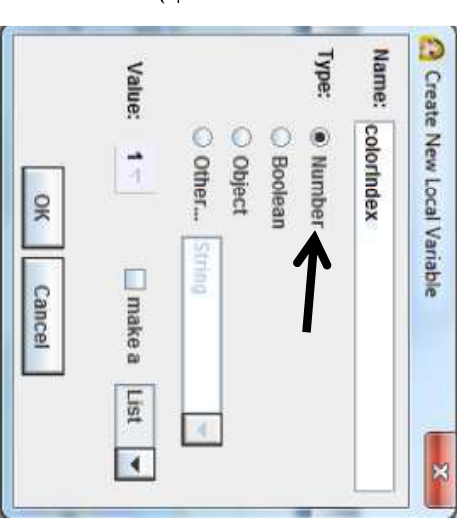 Create New Local Variable
Name: colorIndex
Type: Number
Boolean
Object
Other... String
Value: 1 make a List
OK Cancel